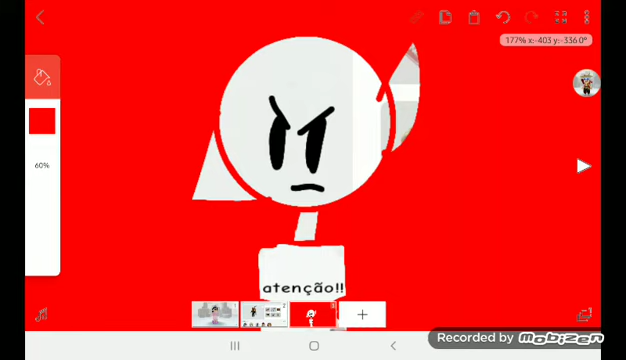 177% x:-403 y:-336 0°
60%
atenção!!
Recorded by mobizen